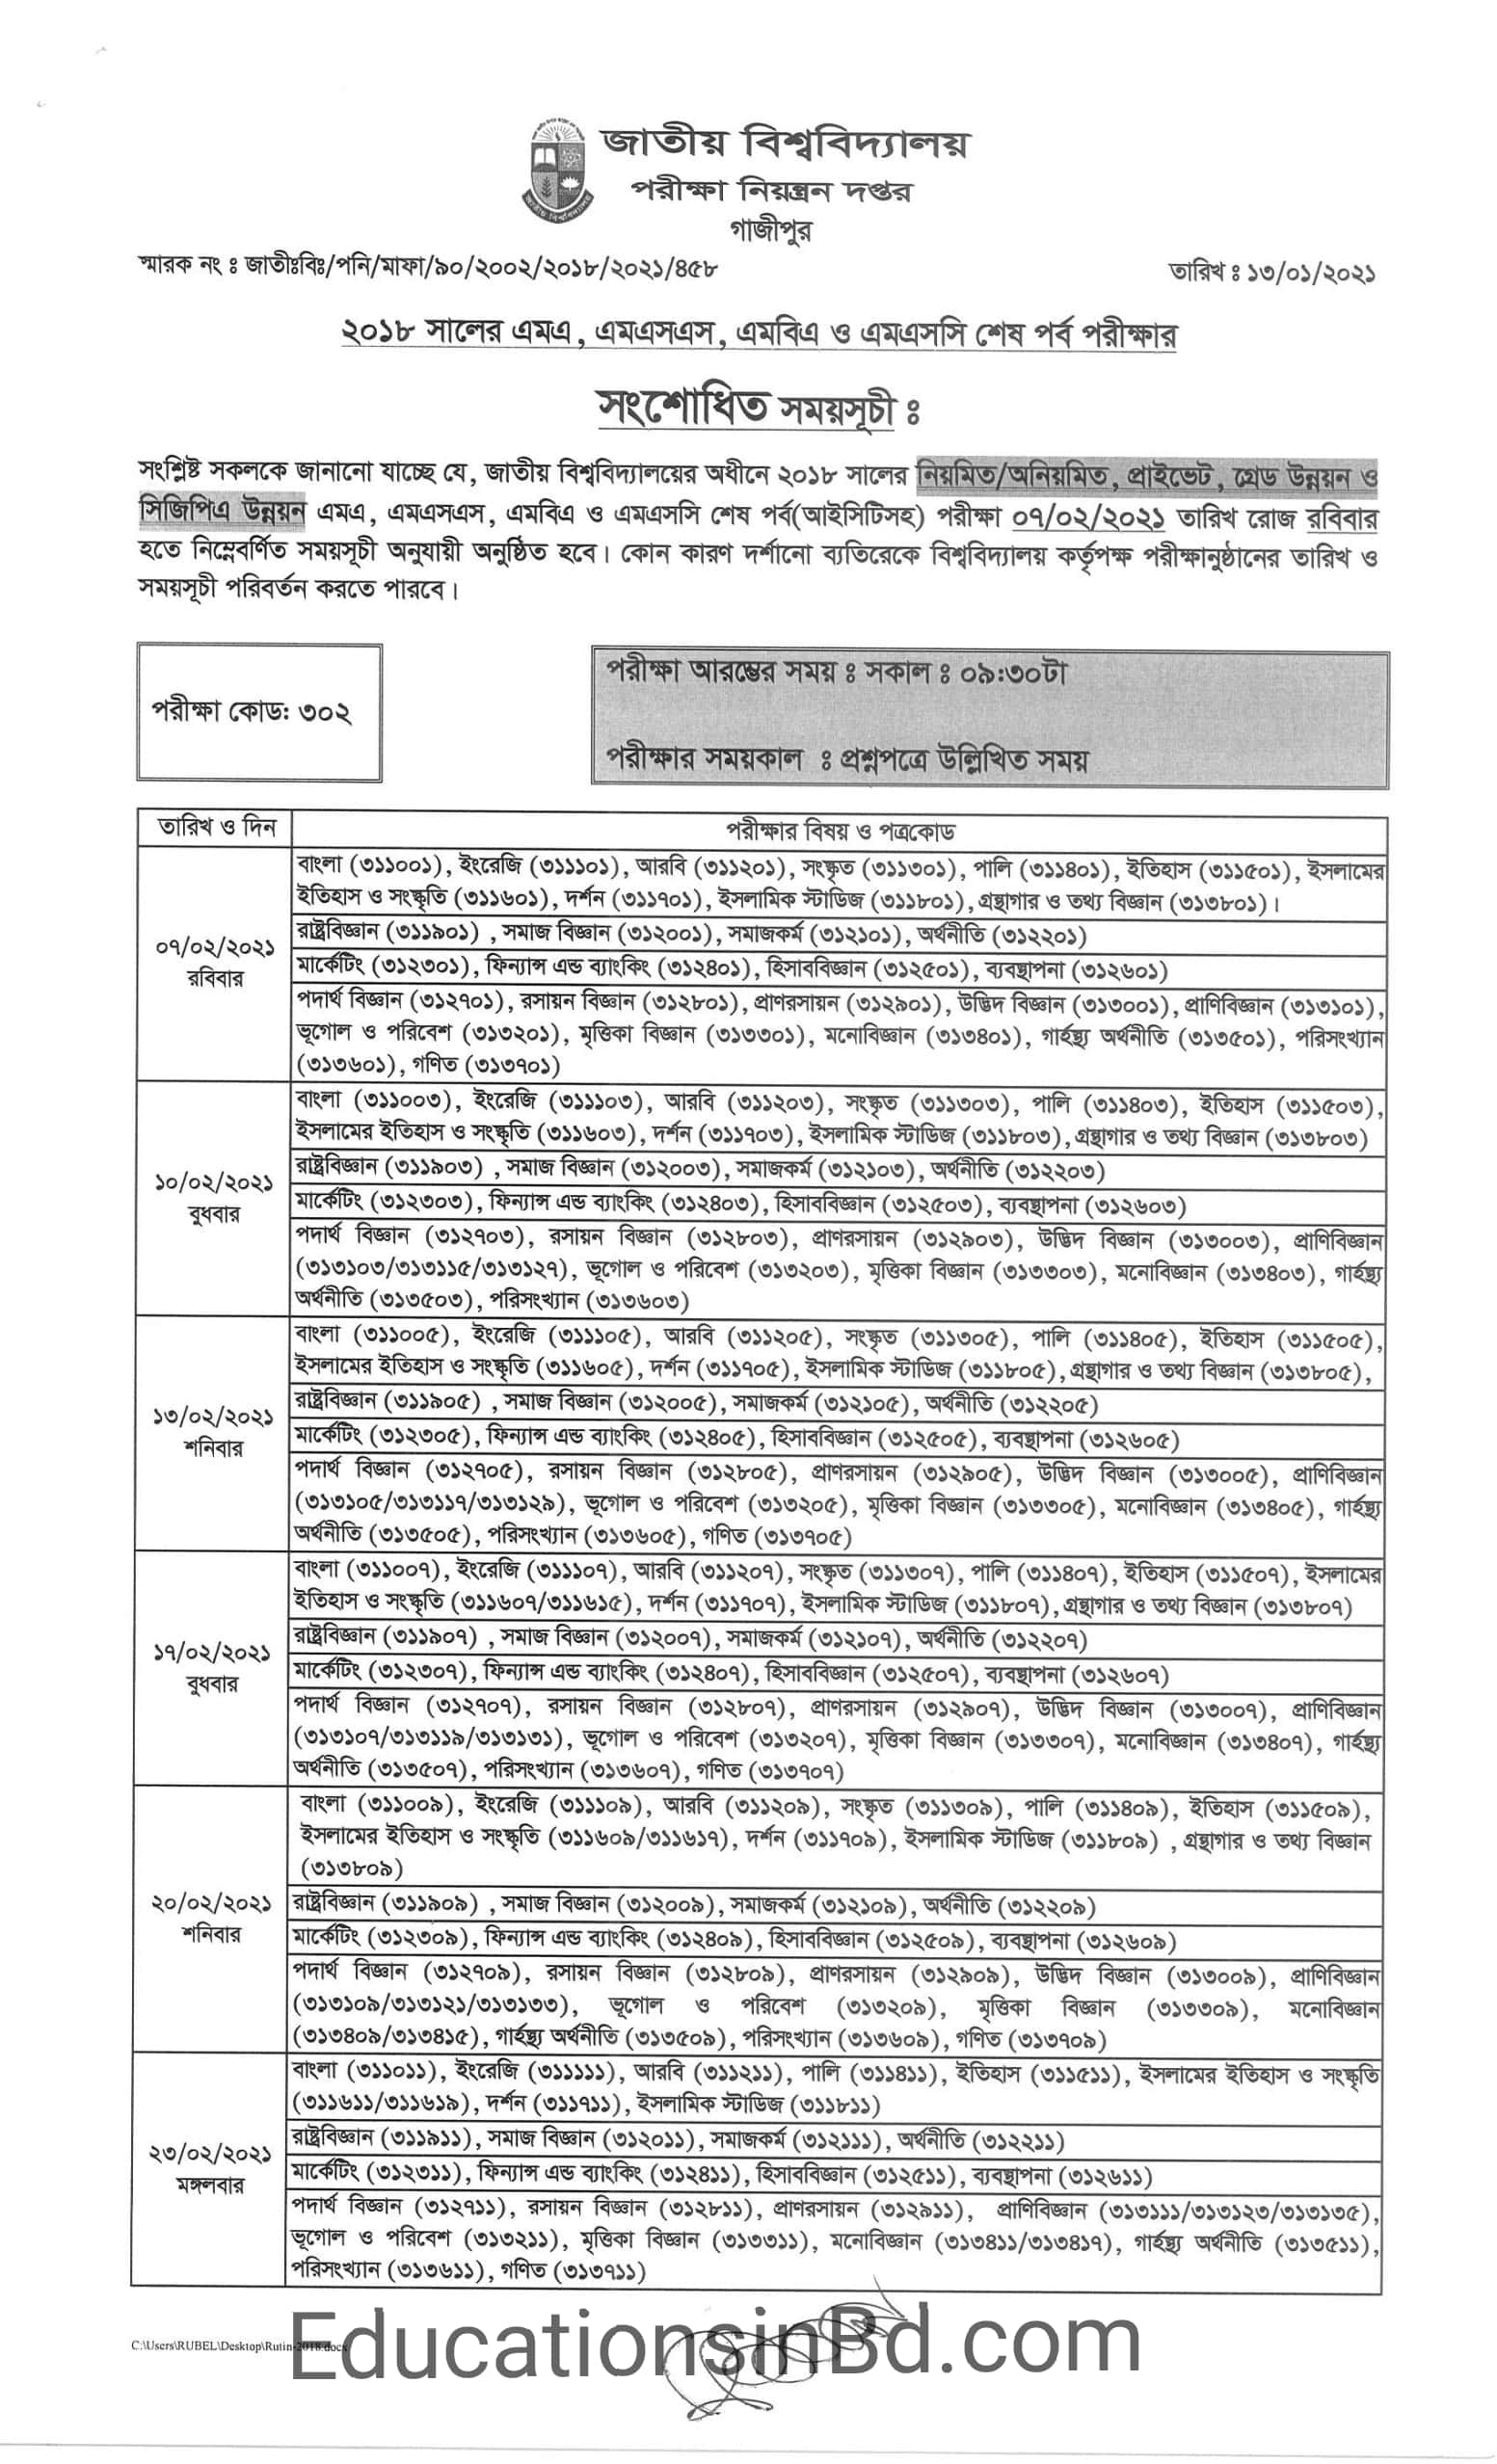 জাতীয় বিশ্ববিদ্যালয়
পরীক্ষা নিয়ন্ত্রন দপ্তর
গাজীপুর
স্মারক নং ঃ জাতীঃবিঃ/পনি/মাফা/৯০/২০০২/২০১৮/২০২১/৪৫৮
তারিখ ঃ ১৩/০১/২০২১
২০১৮ সালের এমএ, এমএসএস, এমবিএ ও এমএসসি শেষ পর্ব পরীক্ষার
সংশোধিত সময়সূচী ঃ
সংশ্লিষ্ট সকলকে জানানো যাচ্ছে যে, জাতীয় বিশ্ববিদ্যালয়ের অধীনে ২০১৮ সালের নিয়মিত/অনিয়মিত, প্রাইভেট, গ্রেড উন্নয়ন ও
সিজিপিএ উন্নয়ন এমএ, এমএসএস, এমবিএ ও এমএসসি শেষ পর্ব(আইসিটিসহ) পরীক্ষা ০৭/০২/২০২১ তারিখ রোজ রবিবার
হতে নিম্নেবর্ণিত সময়সূচী অনুযায়ী অনুষ্ঠিত হবে। কোন কারণ দর্শানো ব্যতিরেকে বিশ্ববিদ্যালয় কর্তৃপক্ষ পরীক্ষানুষ্ঠানের তারিখ ও
সময়সূচী পরিবর্তন করতে পারবে।
পরীক্ষা কোড: ৩০২
পরীক্ষা আরম্ভের সময় ঃ সকাল ঃ ০৯:৩০টা
পরীক্ষার সময়কাল ঃ প্রশ্নপত্রে উল্লিখিত সময়
তারিখ ও দিন
পরীক্ষার বিষয় ও পত্রকোড
০৭/০২/২০২১
রবিবার
বাংলা (৩১১০০১), ইংরেজি (৩১১১০১), আরবি (৩১১২০১), সংস্কৃত (৩১১৩০১), পালি (৩১১৪০১), ইতিহাস (৩১১৫০১), ইসলামের
ইতিহাস ও সংস্কৃতি (৩১১৬০১), দর্শন (৩১১৭০১), ইসলামিক স্টাডিজ (৩১১৮০১), গ্রন্থাগার ও তথ্য বিজ্ঞান (৩১৩৮০১)।
রাষ্ট্রবিজ্ঞান (৩১১৯০১) , সমাজ বিজ্ঞান (৩১২০০১), সমাজকর্ম (৩১২১০১), অর্থনীতি (৩১২২০১)
মার্কেটিং (৩১২৩০১), ফিন্যান্স এন্ড ব্যাংকিং (৩১২৪০১), হিসাববিজ্ঞান (৩১২৫০১), ব্যবস্থাপনা (৩১২৬০১)
পদার্থ বিজ্ঞান (৩১২৭০১), রসায়ন বিজ্ঞান (৩১২৮০১), প্রাণরসায়ন (৩১২৯০১), উদ্ভিদ বিজ্ঞান (৩১৩০০১), প্রাণিবিজ্ঞান (৩১৩১০১),
ভূগোল ও পরিবেশ (৩১৩২০১), মৃত্তিকা বিজ্ঞান (৩১৩৩০১), মনোবিজ্ঞান (৩১৩৪০১), গার্হস্থ্য অর্থনীতি (৩১৩৫০১), পরিসংখ্যান
(৩১৩৬০১), গণিত (৩১৩৭০১)
১০/০২/২০২১
বুধবার
বাংলা (৩১১০০৩), ইংরেজি (৩১১১০৩), আরবি (৩১১২০৩), সংস্কৃত (৩১১৩০৩), পালি (৩১১৪০৩), ইতিহাস (৩১১৫০৩),
ইসলামের ইতিহাস ও সংস্কৃতি (৩১১৬০৩), দর্শন (৩১১৭০৩), ইসলামিক স্টাডিজ (৩১১৮০৩), গ্রন্থাগার ও তথ্য বিজ্ঞান (৩১৩৮০৩)
রাষ্ট্রবিজ্ঞান (৩১১৯০৩) , সমাজ বিজ্ঞান (৩১২০০৩), সমাজকর্ম (৩১২১০৩), অর্থনীতি (৩১২২০৩)
মার্কেটিং (৩১২৩০৩), ফিন্যান্স এন্ড ব্যাংকিং (৩১২৪০৩), হিসাববিজ্ঞান (৩১২৫০৩), ব্যবস্থাপনা (৩১২৬০৩)
পদার্থ বিজ্ঞান (৩১২৭০৩), রসায়ন বিজ্ঞান (৩১২৮০৩), প্রাণরসায়ন (৩১২৯০৩), উদ্ভিদ বিজ্ঞান (৩১৩০০৩), প্রাণিবিজ্ঞান
(৩১৩১০৩/৩১৩১১৫/৩১৩১২৭), ভূগোল ও পরিবেশ (৩১৩২০৩), মৃত্তিকা বিজ্ঞান (৩১৩৩০৩), মনোবিজ্ঞান (৩১৩৪০৩), গার্হস্থ্য
অর্থনীতি (৩১৩৫০৩), পরিসংখ্যান (৩১৩৬০৩)
১৩/০২/২০২১
শনিবার
বাংলা (৩১১০০৫), ইংরেজি (৩১১১০৫), আরবি (৩১১২০৫), সংস্কৃত (৩১১৩০৫), পালি (৩১১৪০৫), ইতিহাস (৩১১৫০৫),
ইসলামের ইতিহাস ও সংস্কৃতি (৩১১৬০৫), দর্শন (৩১১৭০৫), ইসলামিক স্টাডিজ (৩১১৮০৫), গ্রন্থাগার ও তথ্য বিজ্ঞান (৩১৩৮০৫),
রাষ্ট্রবিজ্ঞান (৩১১৯০৫) , সমাজ বিজ্ঞান (৩১২০০৫), সমাজকর্ম (৩১২১০৫), অর্থনীতি (৩১২২০৫)
মার্কেটিং (৩১২৩০৫), ফিন্যান্স এন্ড ব্যাংকিং (৩১২৪০৫), হিসাববিজ্ঞান (৩১২৫০৫), ব্যবস্থাপনা (৩১২৬০৫)
পদার্থ বিজ্ঞান (৩১২৭০৫), রসায়ন বিজ্ঞান (৩১২৮০৫), প্রাণরসায়ন (৩১২৯০৫), উদ্ভিদ বিজ্ঞান (৩১৩০০৫), প্রাণিবিজ্ঞান
(৩১৩১০৫/৩১৩১১৭/৩১৩১২৯), ভূগোল ও পরিবেশ (৩১৩২০৫), মৃত্তিকা বিজ্ঞান (৩১৩৩০৫), মনোবিজ্ঞান (৩১৩৪০৫), গার্হস্থ্য
অর্থনীতি (৩১৩৫০৫), পরিসংখ্যান (৩১৩৬০৫), গণিত (৩১৩৭০৫)
১৭/০২/২০২১
বুধবার
বাংলা (৩১১০০৭), ইংরেজি (৩১১১০৭), আরবি (৩১১২০৭), সংস্কৃত (৩১১৩০৭), পালি (৩১১৪০৭), ইতিহাস (৩১১৫০৭), ইসলামের
ইতিহাস ও সংস্কৃতি (৩১১৬০৭/৩১১৬১৫), দর্শন (৩১১৭০৭), ইসলামিক স্টাডিজ (৩১১৮০৭), গ্রন্থাগার ও তথ্য বিজ্ঞান (৩১৩৮০৭)
রাষ্ট্রবিজ্ঞান (৩১১৯০৭) , সমাজ বিজ্ঞান (৩১২০০৭), সমাজকর্ম (৩১২১০৭), অর্থনীতি (৩১২২০৭)
মার্কেটিং (৩১২৩০৭), ফিন্যান্স এন্ড ব্যাংকিং (৩১২৪০৭), হিসাববিজ্ঞান (৩১২৫০৭), ব্যবস্থাপনা (৩১২৬০৭)
পদার্থ বিজ্ঞান (৩১২৭০৭), রসায়ন বিজ্ঞান (৩১২৮০৭), প্রাণরসায়ন (৩১২৯০৭), উদ্ভিদ বিজ্ঞান (৩১৩০০৭), প্রাণিবিজ্ঞান
(৩১৩১০৭/৩১৩১১৯/৩১৩১৩১), ভূগোল ও পরিবেশ (৩১৩২০৭), মৃত্তিকা বিজ্ঞান (৩১৩৩০৭), মনোবিজ্ঞান (৩১৩৪০৭), গার্হস্থ্য
অর্থনীতি (৩১৩৫০৭), পরিসংখ্যান (৩১৩৬০৭), গণিত (৩১৩৭০৭)
২০/০২/২০২১
শনিবার
বাংলা (৩১১০০৯), ইংরেজি (৩১১১০৯), আরবি (৩১১২০৯), সংস্কৃত (৩১১৩০৯), পালি (৩১১৪০৯), ইতিহাস (৩১১৫০৯),
ইসলামের ইতিহাস ও সংস্কৃতি (৩১১৬০৯/৩১১৬১৭), দর্শন (৩১১৭০৯), ইসলামিক স্টাডিজ (৩১১৮০৯) , গ্রন্থাগার ও তথ্য বিজ্ঞান
(৩১৩৮০৯)
রাষ্ট্রবিজ্ঞান (৩১১৯০৯) , সমাজ বিজ্ঞান (৩১২০০৯), সমাজকর্ম (৩১২১০৯), অর্থনীতি (৩১২২০৯)
মার্কেটিং (৩১২৩০৯), ফিন্যান্স এন্ড ব্যাংকিং (৩১২৪০৯), হিসাববিজ্ঞান (৩১২৫০৯), ব্যবস্থাপনা (৩১২৬০৯)
পদার্থ বিজ্ঞান (৩১২৭০৯), রসায়ন বিজ্ঞান (৩১২৮০৯), প্রাণরসায়ন (৩১২৯০৯), উদ্ভিদ বিজ্ঞান (৩১৩০০৯), প্রাণিবিজ্ঞান
(৩১৩১০৯/৩১৩১২১/৩১৩১৩৩), ভূগোল ও পরিবেশ (৩১৩২০৯), মৃত্তিকা বিজ্ঞান (৩১৩৩০৯), মনোবিজ্ঞান
(৩১৩৪০৯/৩১৩৪১৫), গার্হস্থ্য অর্থনীতি (৩১৩৫০৯), পরিসংখ্যান (৩১৩৬০৯), গণিত (৩১৩৭০৯)
২৩/০২/২০২১
মঙ্গলবার
বাংলা (৩১১০১১), ইংরেজি (৩১১১১১), আরবি (৩১১২১১), পালি (৩১১৪১১), ইতিহাস (৩১১৫১১), ইসলামের ইতিহাস ও সংস্কৃতি
(৩১১৬১১/৩১১৬১৯), দর্শন (৩১১৭১১), ইসলামিক স্টাডিজ (৩১১৮১১)
রাষ্ট্রবিজ্ঞান (৩১১৯১১), সমাজ বিজ্ঞান (৩১২০১১), সমাজকর্ম (৩১২১১১), অর্থনীতি (৩১২২১১)
মার্কেটিং (৩১২৩১১), ফিন্যান্স এন্ড ব্যাংকিং (৩১২৪১১), হিসাববিজ্ঞান (৩১২৫১১), ব্যবস্থাপনা (৩১২৬১১)
পদার্থ বিজ্ঞান (৩১২৭১১), রসায়ন বিজ্ঞান (৩১২৮১১), প্রাণরসায়ন (৩১২৯১১), প্রাণিবিজ্ঞান (৩১৩১১১/৩১৩১২৩/৩১৩১৩৫),
ভূগোল ও পরিবেশ (৩১৩২১১), মৃত্তিকা বিজ্ঞান (৩১৩৩১১), মনোবিজ্ঞান (৩১৩৪১১/৩১৩৪১৭), গার্হস্থ্য অর্থনীতি (৩১৩৫১১),
পরিসংখ্যান (৩১৩৬১১), গণিত (৩১৩৭১১)
C:\Users\RUBEL\Desktop\Rutin-2018.docx
EducationsinBd.com